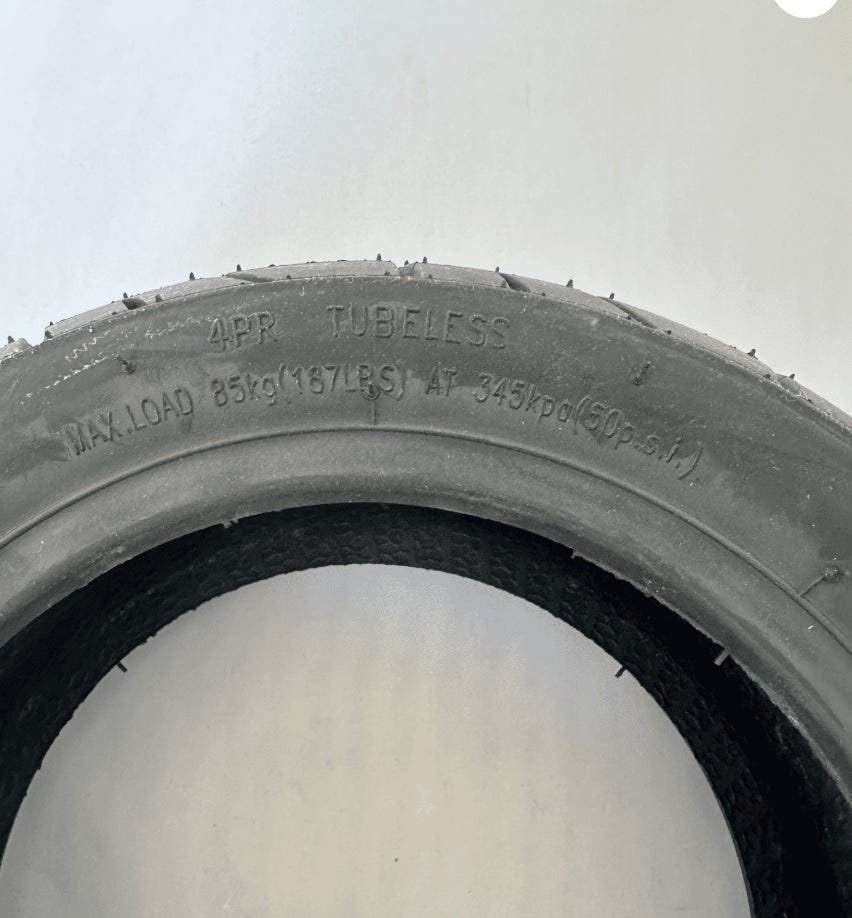 4PR TUBELESS
MAX.LOAD 85kg(187LBS) AT 345kpa(50p.s.i.)